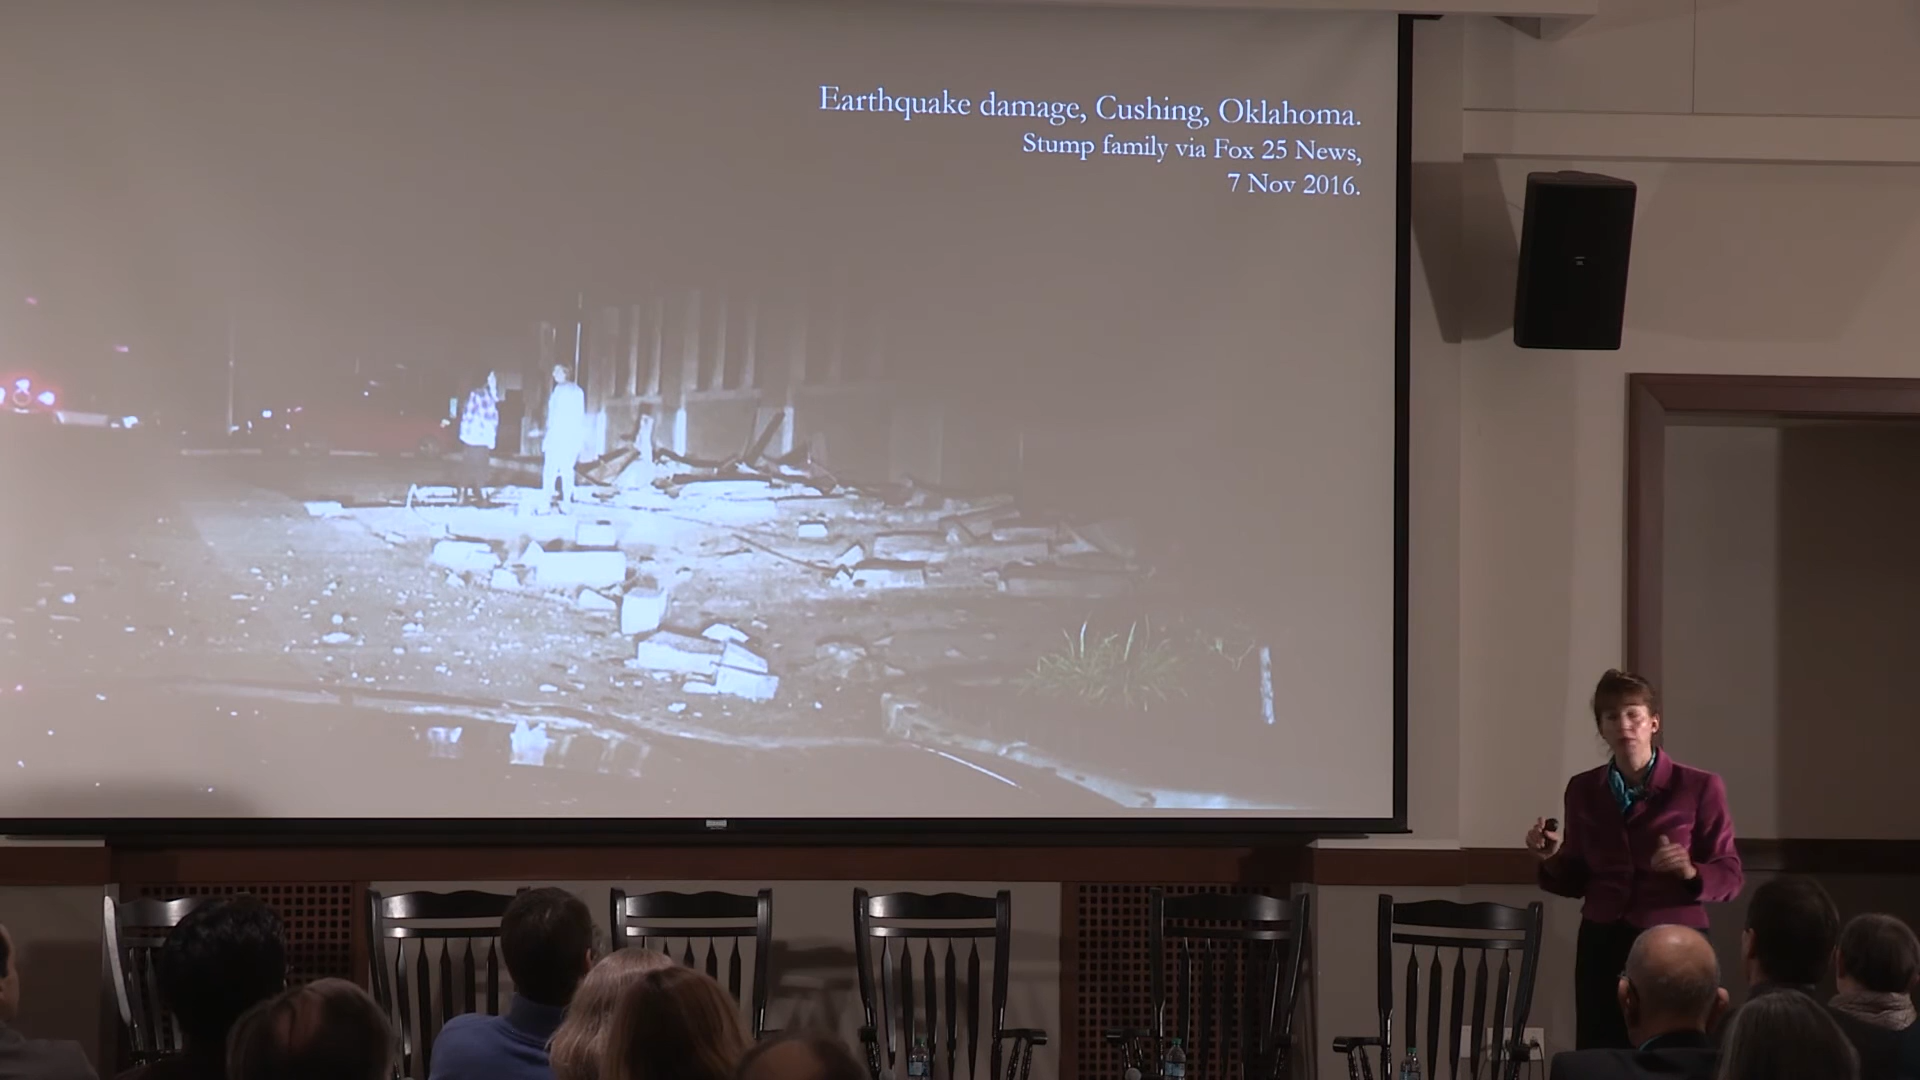 Earthquake damage, Cushing, Oklahoma.
Stump family via Fox 25 News,
7 Nov 2016.